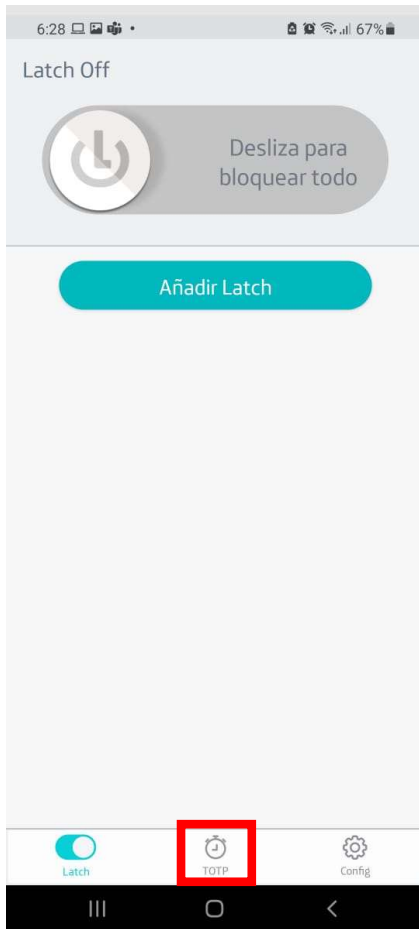 6:28
67%
Latch Off
Desliza para
bloquear todo
Añadir Latch
Latch
TOTP
Config